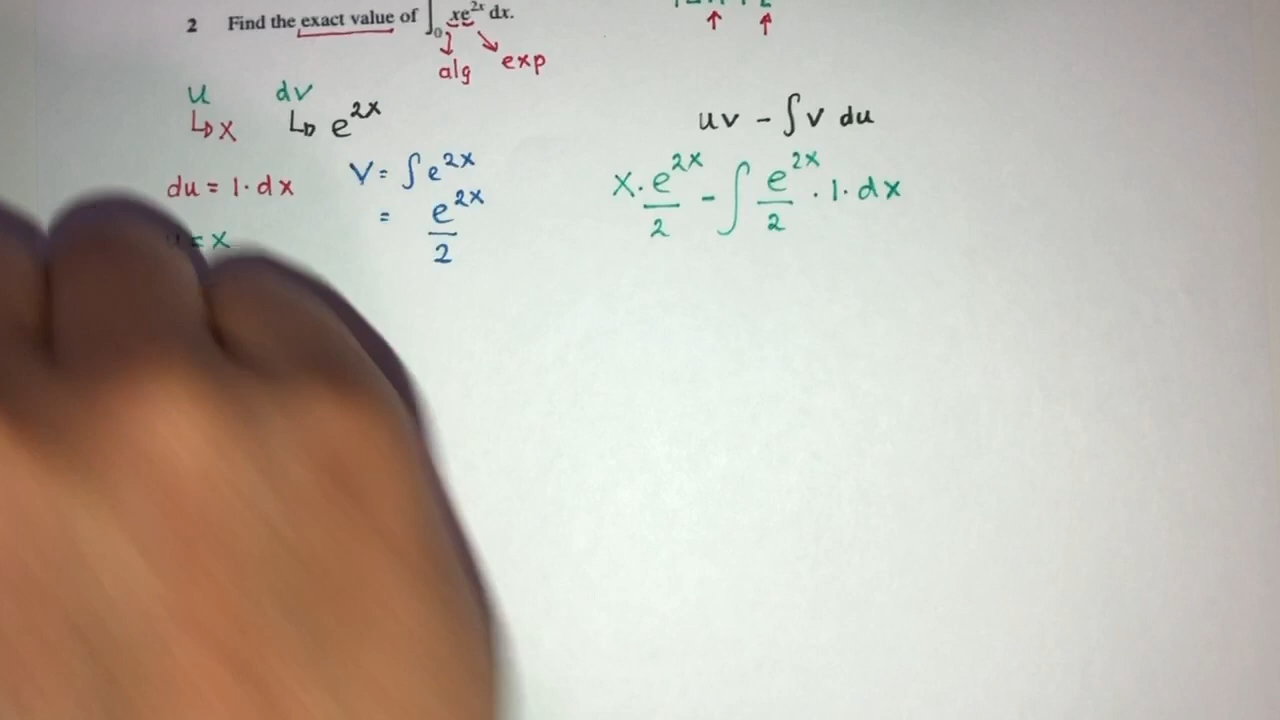 2 Find the exact value of ∫₀ xe^{2x} dx.
alg exp
u dv
↳ x ↳ e^{2x}
uv - ∫ v du
du = 1·dx
V = ∫ e^{2x}
= e^{2x}/2
x · e^{2x}/2 - ∫ e^{2x}/2 · 1 · dx
= x